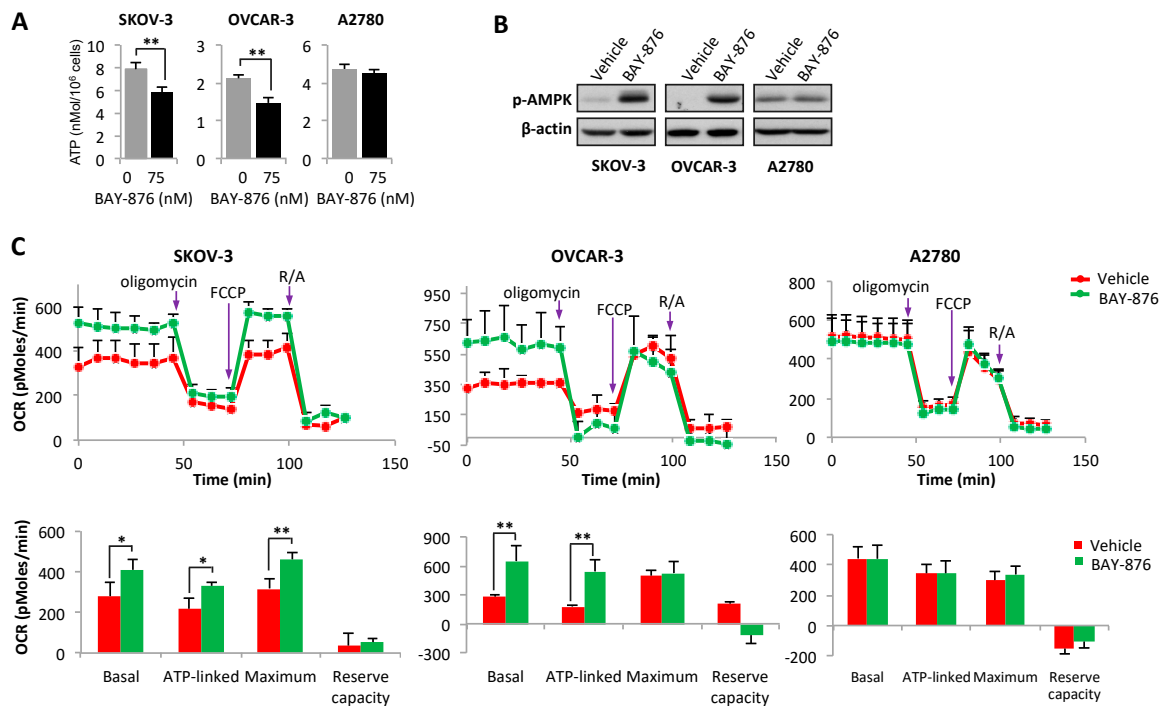 A
SKOV-3
OVCAR-3
A2780
ATP (nMol/10⁶ cells)
10
8
6
4
2
0
**
0 75
BAY-876 (nM)
3
2
1
0
**
0 75
BAY-876 (nM)
6
4
2
0
0 75
BAY-876 (nM)
B
Vehicle
BAY-876
Vehicle
BAY-876
Vehicle
BAY-876
p-AMPK
β-actin
SKOV-3
OVCAR-3
A2780
C
SKOV-3
oligomycin
FCCP
R/A
OCR (pMoles/min)
600
400
200
0
0 50 100 150
Time (min)
OVCAR-3
oligomycin
FCCP
R/A
950
750
550
350
150
-50
0 50 100 150
Time (min)
A2780
oligomycin
FCCP
R/A
600
400
200
0
0 50 100 150
Time (min)
Vehicle
BAY-876
OCR (pMoles/min)
600
400
200
0
*
*
**
Basal
ATP-linked
Maximum
Reserve
capacity
900
600
300
0
-300
**
**
Basal
ATP-linked
Maximum
Reserve
capacity
600
400
200
0
-200
Basal
ATP-linked
Maximum
Reserve
capacity
Vehicle
BAY-876